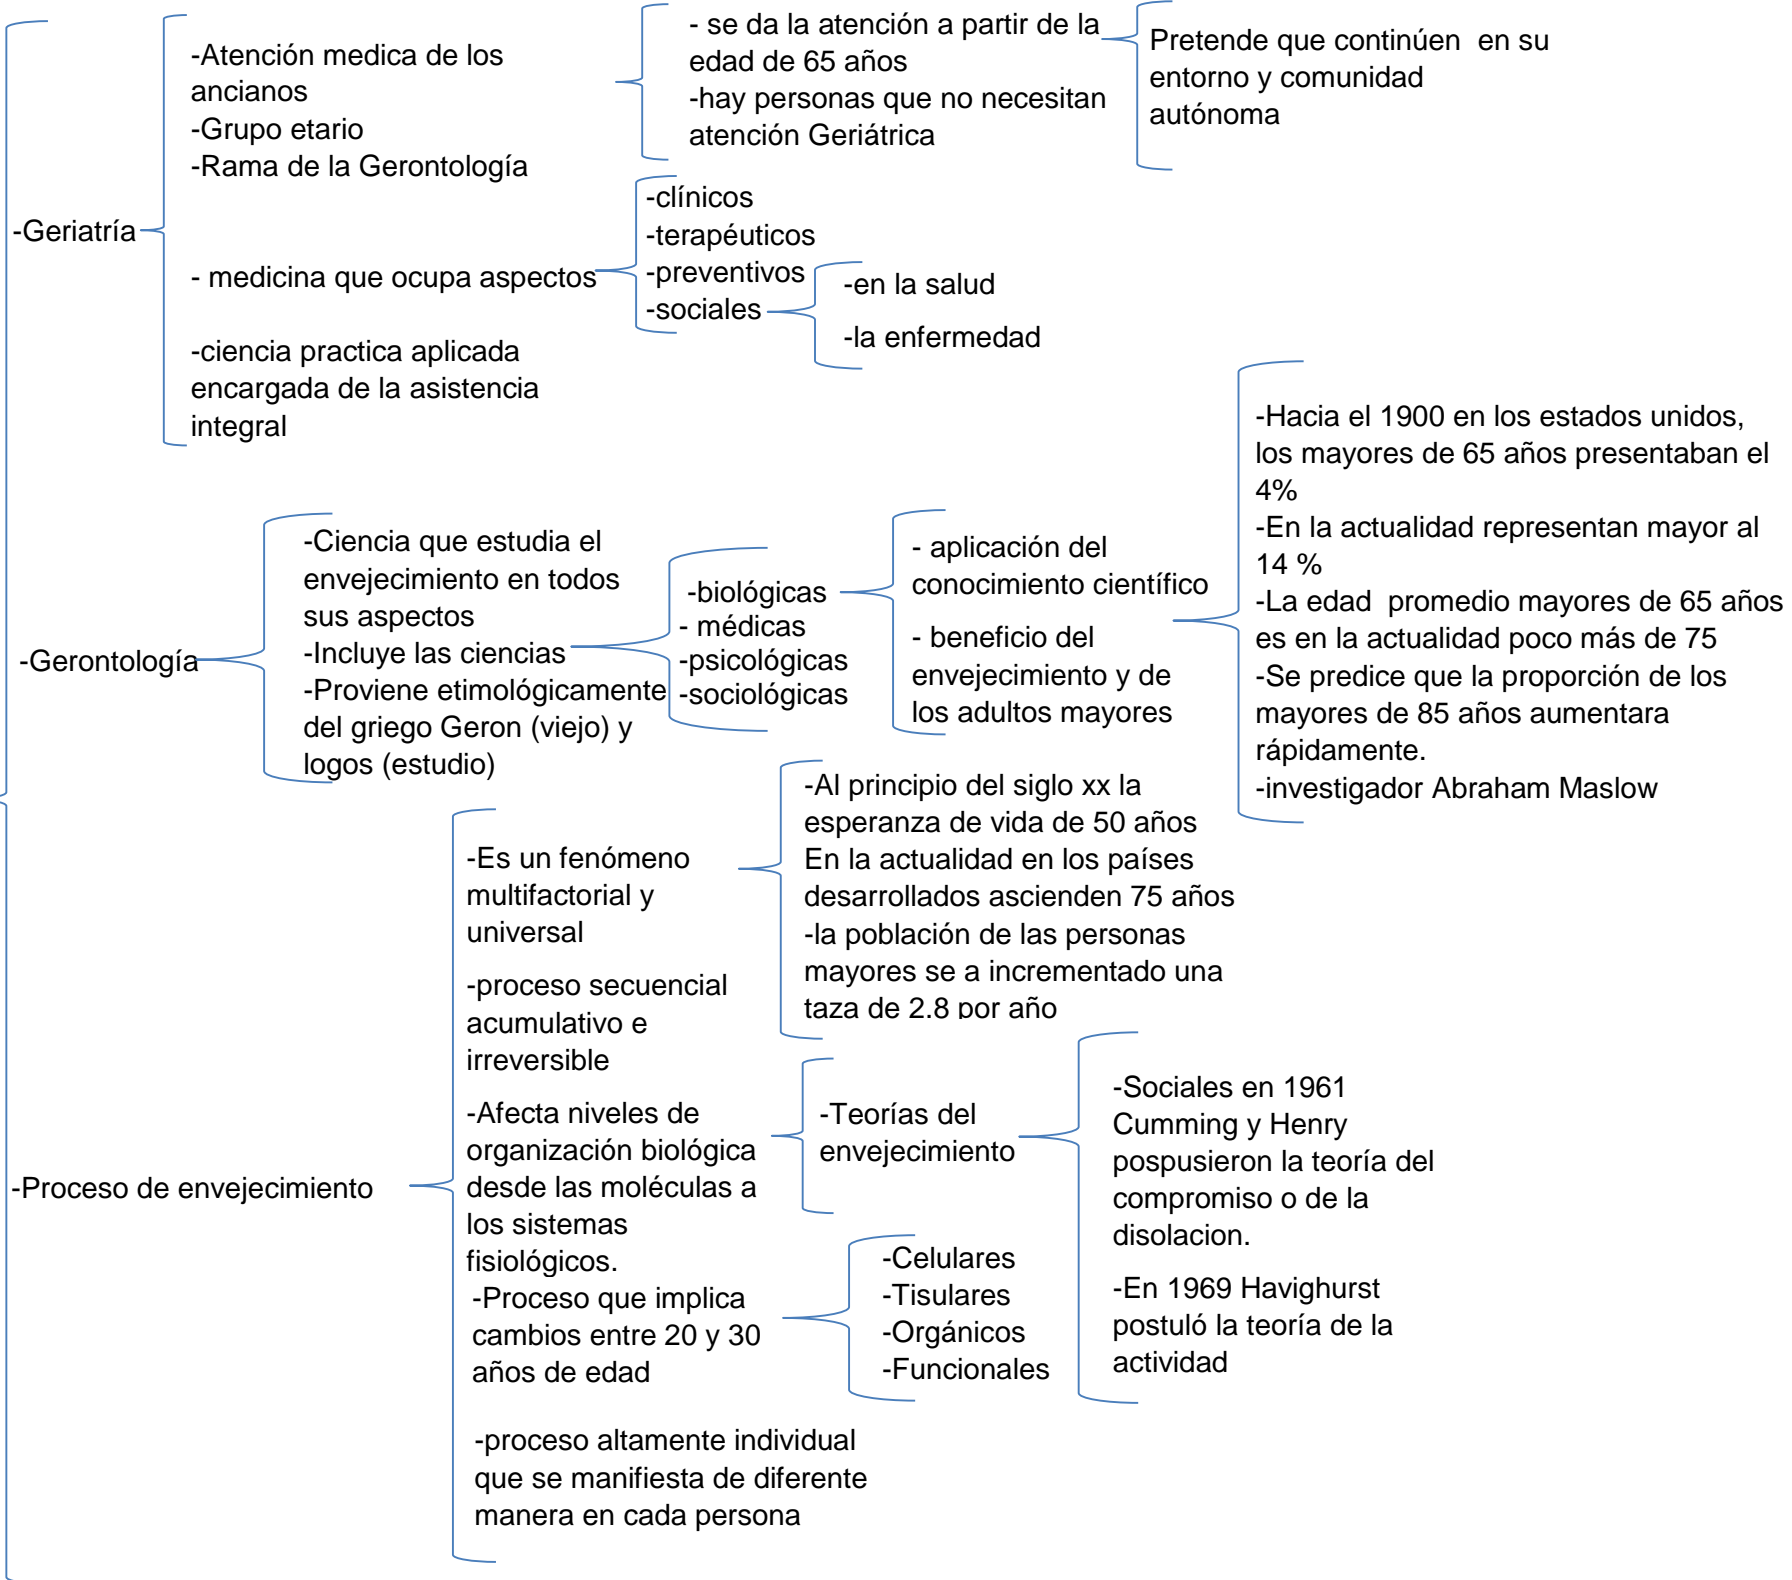 -Geriatría
-Atención medica de los
ancianos
-Grupo etario
-Rama de la Gerontología
- se da la atención a partir de la
edad de 65 años
-hay personas que no necesitan
atención Geriátrica
Pretende que continúen  en su
entorno y comunidad
autónoma
- medicina que ocupa aspectos
-clínicos
-terapéuticos
-preventivos
-sociales
-en la salud
-la enfermedad
-ciencia practica aplicada
encargada de la asistencia
integral
-Gerontología
-Ciencia que estudia el
envejecimiento en todos
sus aspectos
-Incluye las ciencias
-Proviene etimológicamente
del griego Geron (viejo) y
logos (estudio)
-biológicas
- médicas
-psicológicas
-sociológicas
- aplicación del
conocimiento científico
- beneficio del
envejecimiento y de
los adultos mayores
-Hacia el 1900 en los estados unidos,
los mayores de 65 años presentaban el
4%
-En la actualidad representan mayor al
14 %
-La edad  promedio mayores de 65 años
es en la actualidad poco más de 75
-Se predice que la proporción de los
mayores de 85 años aumentara
rápidamente.
-investigador Abraham Maslow
-Proceso de envejecimiento
-Es un fenómeno
multifactorial y
universal
-proceso secuencial
acumulativo e
irreversible
-Afecta niveles de
organización biológica
desde las moléculas a
los sistemas
fisiológicos.
-Proceso que implica
cambios entre 20 y 30
años de edad
-proceso altamente individual
que se manifiesta de diferente
manera en cada persona
-Al principio del siglo xx la
esperanza de vida de 50 años
En la actualidad en los países
desarrollados ascienden 75 años
-la población de las personas
mayores se a incrementado una
taza de 2.8 por año
-Teorías del
envejecimiento
-Sociales en 1961
Cumming y Henry
pospusieron la teoría del
compromiso o de la
disolacion.
-En 1969 Havighurst
postuló la teoría de la
actividad
-Celulares
-Tisulares
-Orgánicos
-Funcionales